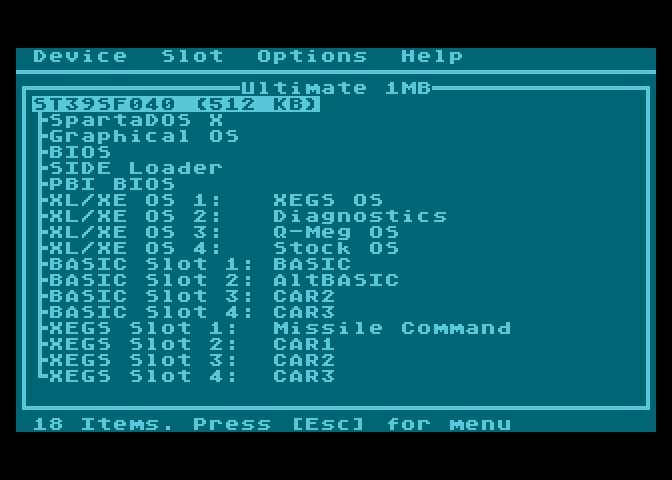 Device Slot Options Help
Ultimate 1MB
ST39SF040 (512 KB)
SpartaDOS X
Graphical OS
BIOS
SIDE Loader
PBI BIOS
XL/XE OS 1: XEGS OS
XL/XE OS 2: Diagnostics
XL/XE OS 3: Q-Meg OS
XL/XE OS 4: Stock OS
BASIC Slot 1: BASIC
BASIC Slot 2: AltBASIC
BASIC Slot 3: CAR2
BASIC Slot 4: CAR3
XEGS Slot 1: Missile Command
XEGS Slot 2: CAR1
XEGS Slot 3: CAR2
XEGS Slot 4: CAR3
18 Items. Press [Esc] for menu